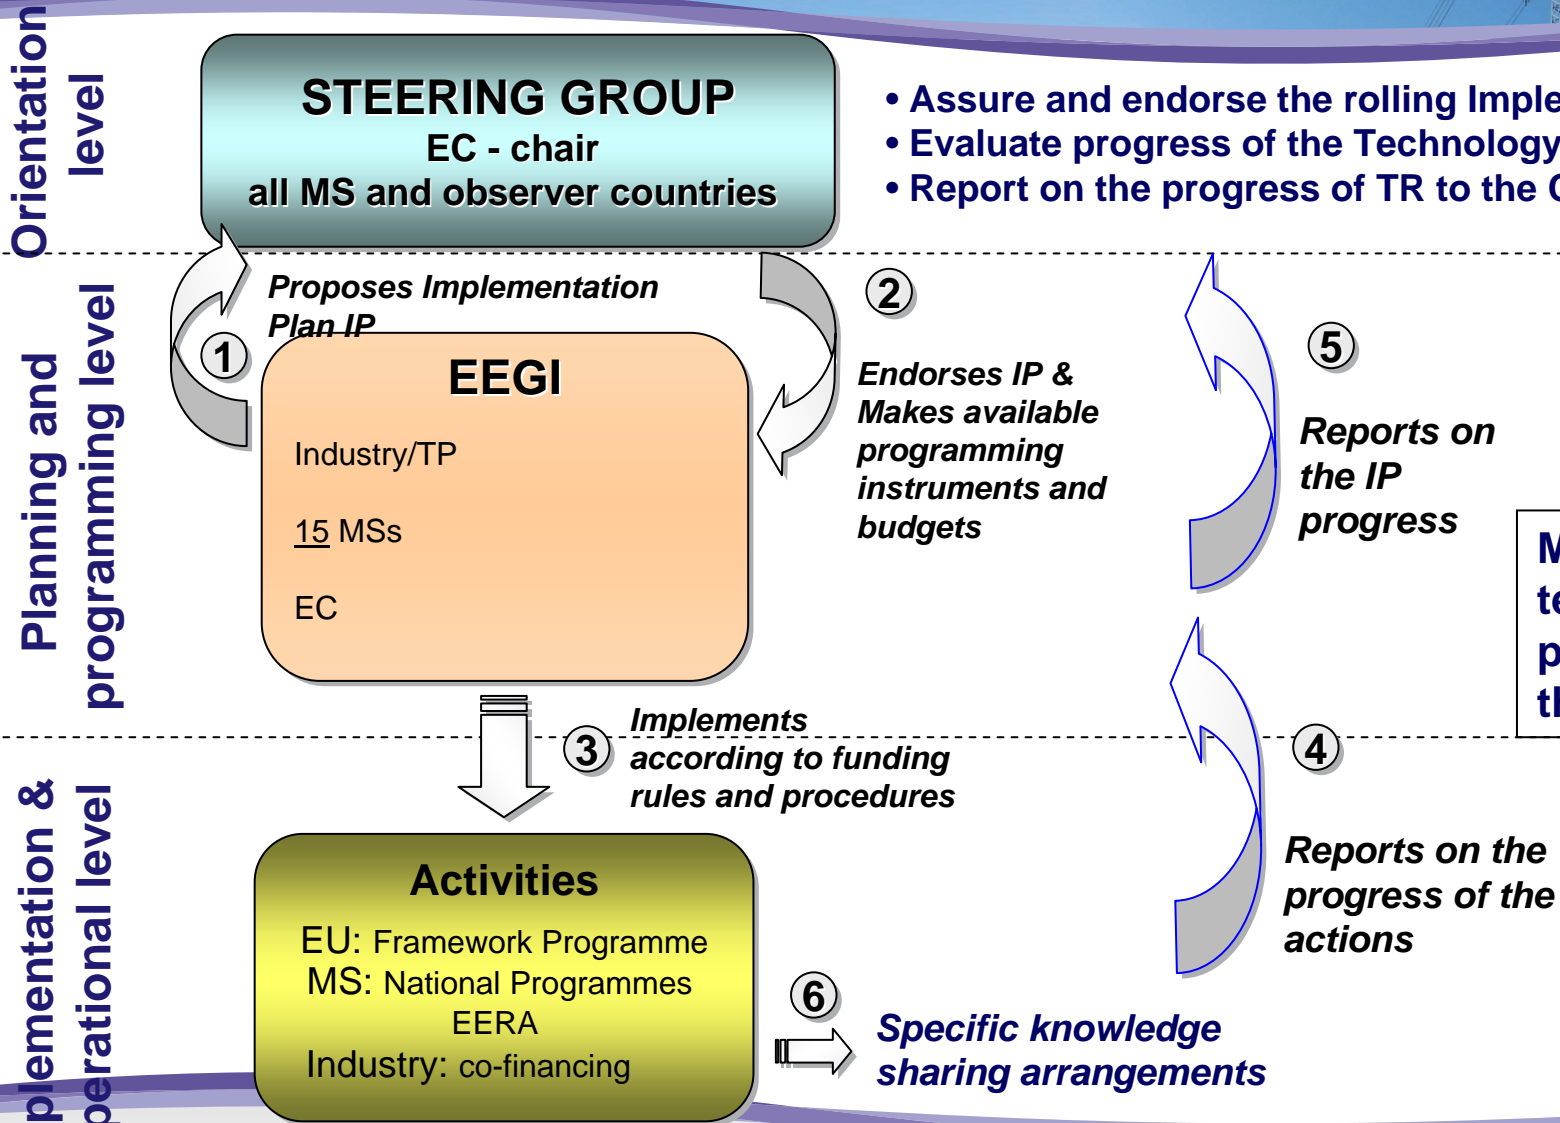 Orientation
level
STEERING GROUP
EC - chair
all MS and observer countries
• Assure and endorse the rolling
• Evaluate progress of the Technology
• Report on the progress of TR to the
Planning and
programming level
1
Proposes Implementation
Plan IP
2
Endorses IP &
Makes available
programming
instruments and
budgets
EEGI
Industry/TP
15 MSs
EC
5
Reports on
the IP
progress
3
Implements
according to funding
rules and procedures
4
Reports on the
progress of the
actions
&
level
Activities
EU: Framework Programme
MS: National Programmes
EERA
Industry: co-financing
6
Specific knowledge
sharing arrangements